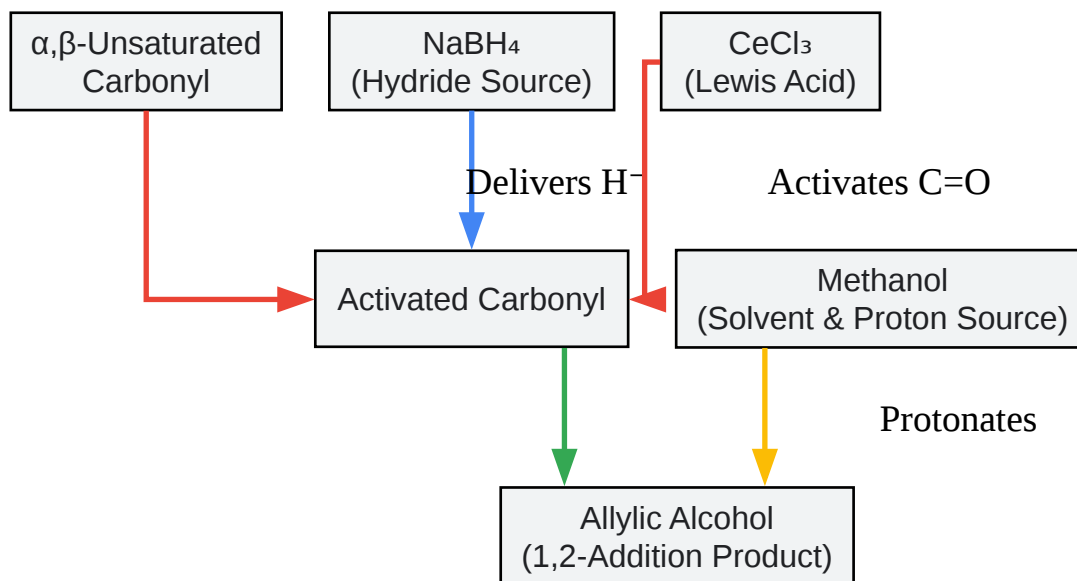 α,β-Unsaturated
Carbonyl
NaBH₄
(Hydride Source)
CeCl₃
(Lewis Acid)
Delivers H⁻
Activates C=O
Activated Carbonyl
Methanol
(Solvent & Proton Source)
Protonates
Allylic Alcohol
(1,2-Addition Product)